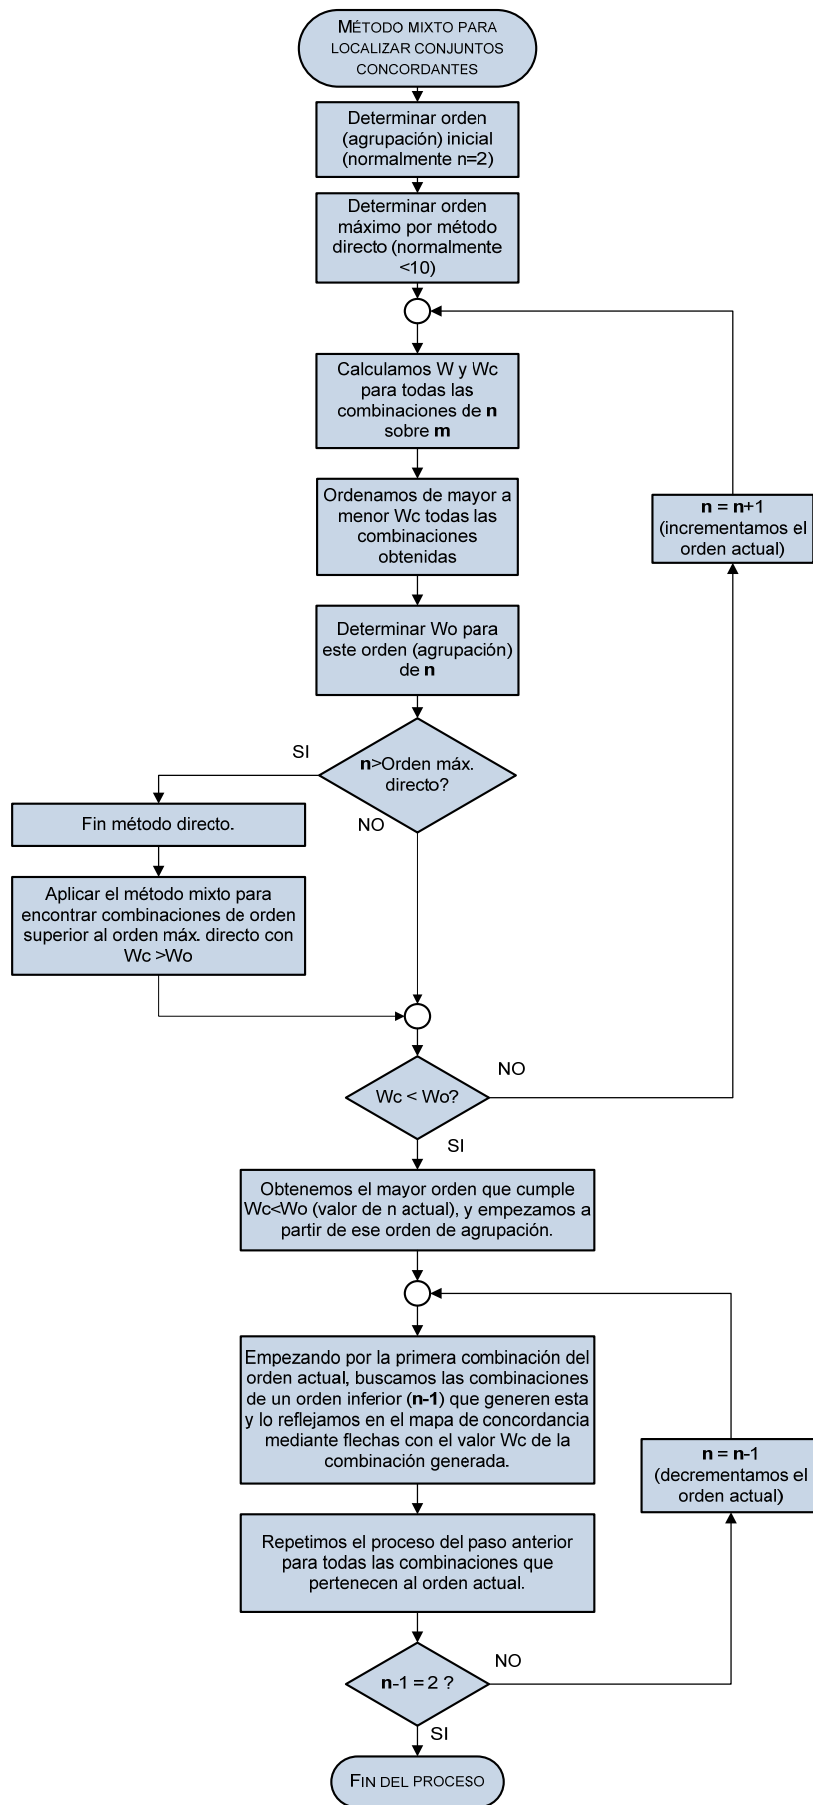 MÉTODO MIXTO PARA
LOCALIZAR CONJUNTOS
CONCORDANTES
Determinar orden
(agrupación) inicial
(normalmente n=2)
Determinar orden
máximo por método
directo (normalmente
<10)
Calculamos W y Wc
para todas las
combinaciones de n
sobre m
Ordenamos de mayor a
menor Wc todas las
combinaciones
obtenidas
n = n+1
(incrementamos el
orden actual)
Determinar Wo para
este orden (agrupación)
de n
SI
n>Orden máx.
directo?
NO
Fin método directo.
Aplicar el método mixto para
encontrar combinaciones de orden
superior al orden máx. directo con
Wc >Wo
Wc < Wo?
NO
SI
Obtenemos el mayor orden que cumple
Wc<Wo (valor de n actual), y empezamos a
partir de ese orden de agrupación.
Empezando por la primera combinación del
orden actual, buscamos las combinaciones
de un orden inferior (n-1) que generen esta
y lo reflejamos en el mapa de concordancia
mediante flechas con el valor Wc de la
combinación generada.
n = n-1
(decrementamos el
orden actual)
Repetimos el proceso del paso anterior
para todas las combinaciones que
pertenecen al orden actual.
n-1 = 2 ?
NO
SI
FIN DEL PROCESO